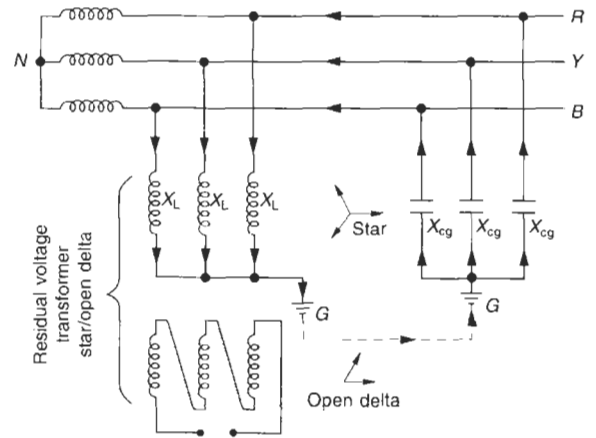 R
N
Y
B
X_L
X_L
X_L
Star
X_cg
X_cg
X_cg
Residual voltage
transformer
star/open delta
G
G
Open delta